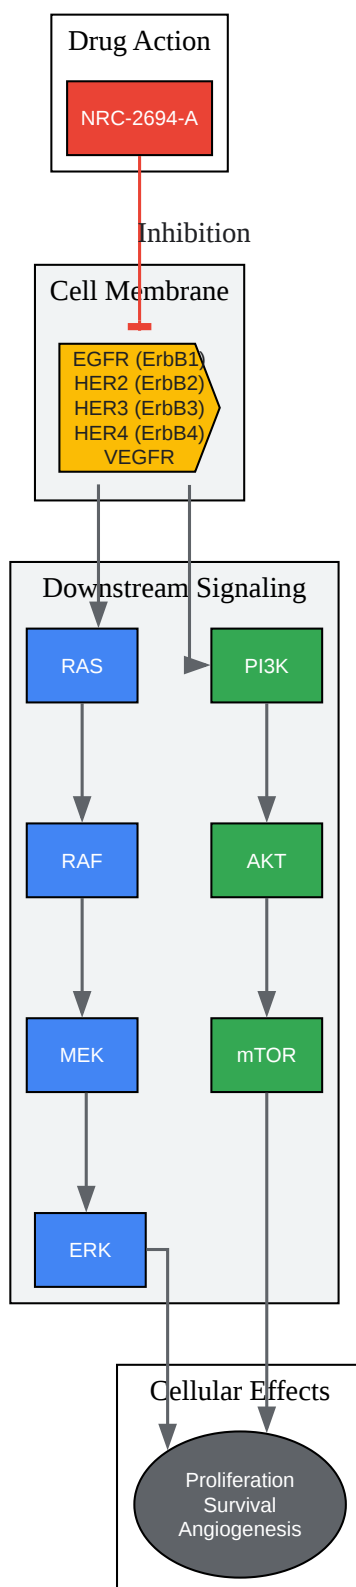 Drug Action
NRC-2694-A
Inhibition
Cell Membrane
EGFR (ErbB1)
HER2 (ErbB2)
HER3 (ErbB3)
HER4 (ErbB4)
VEGFR
Downstream Signaling
RAS
PI3K
RAF
AKT
MEK
mTOR
ERK
Cellular Effects
Proliferation
Survival
Angiogenesis